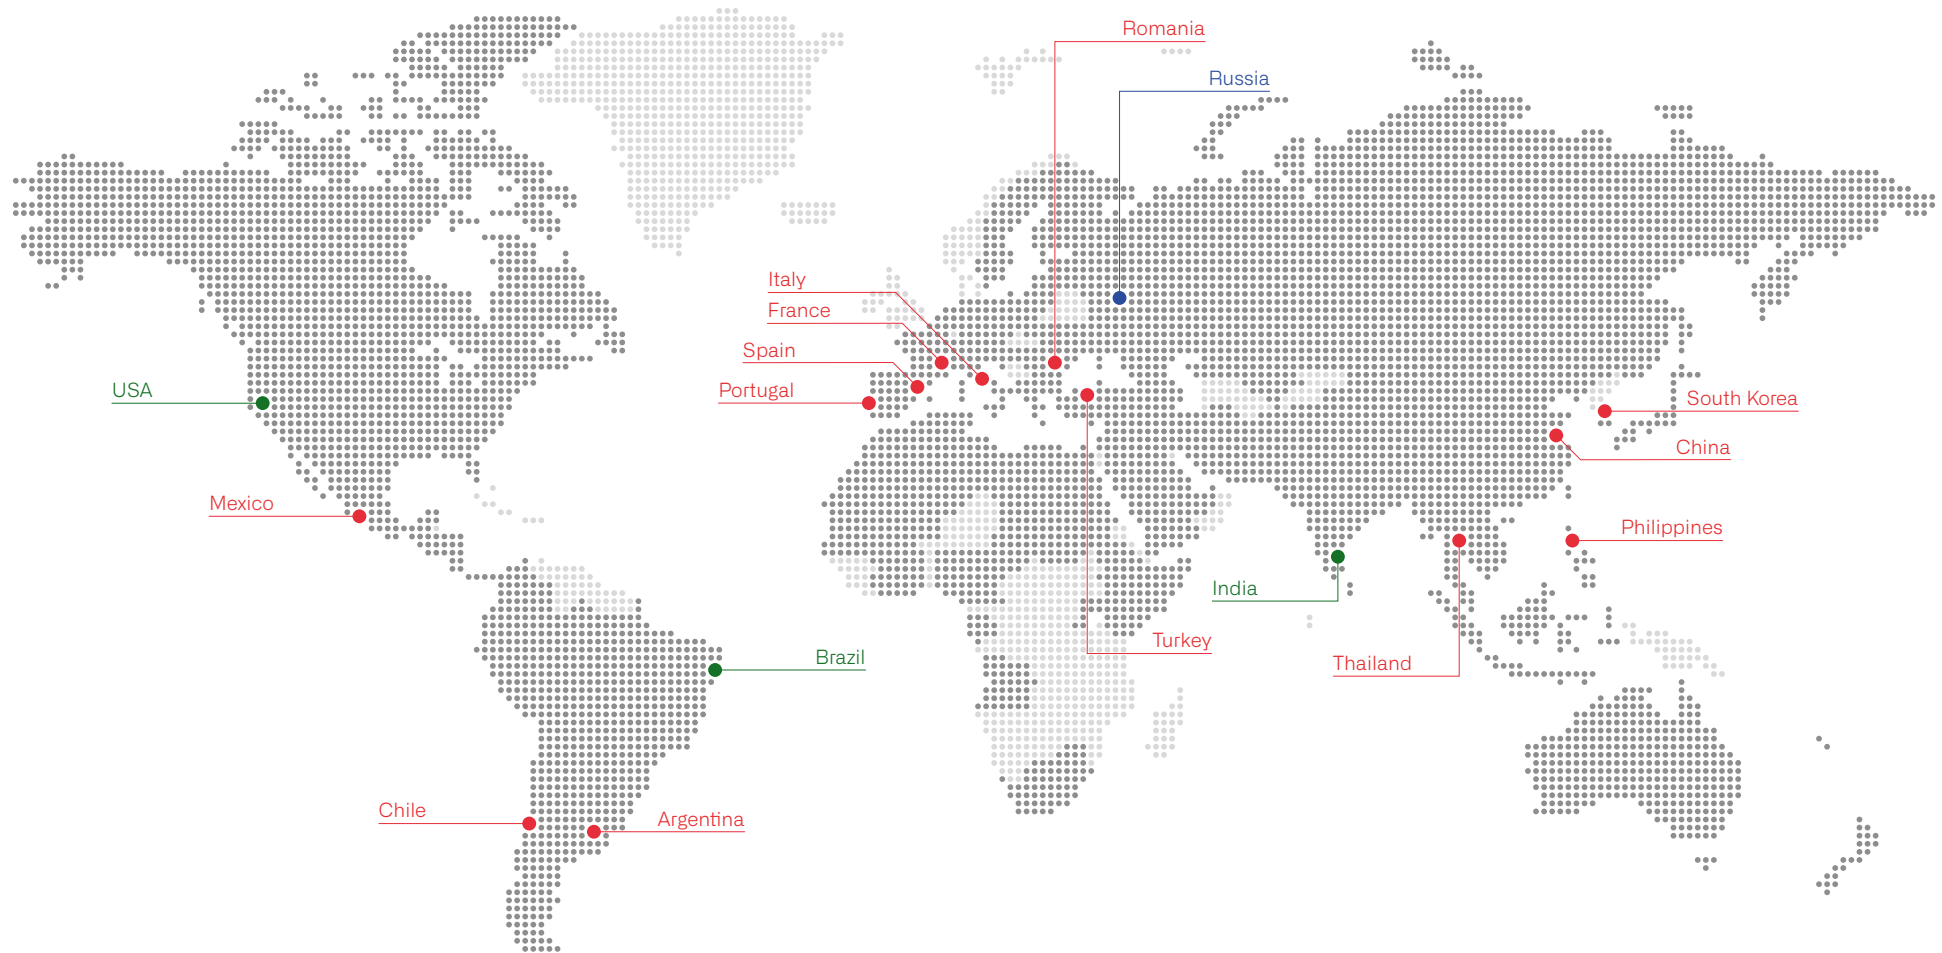 Romania
Russia
Italy
France
Spain
Portugal
USA
South Korea
China
Mexico
Philippines
India
Turkey
Brazil
Thailand
Chile
Argentina